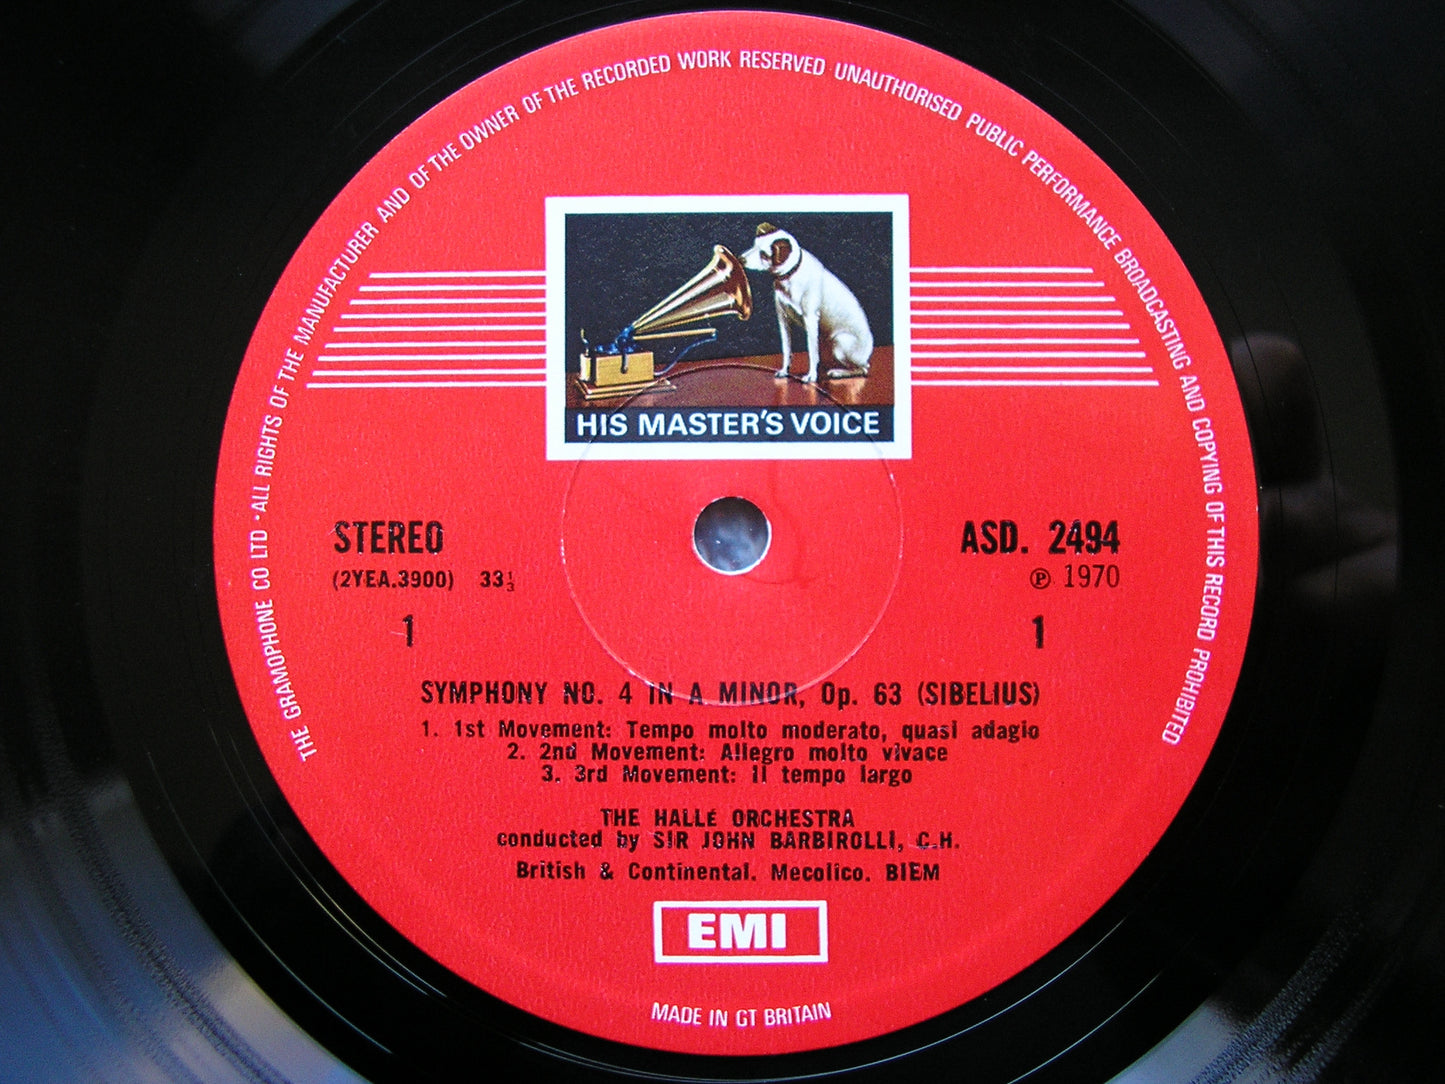 THE GRAMOPHONE CO LTD · ALL RIGHTS OF THE MANUFACTURER AND OF THE OWNER OF THE RECORDED WORK RESERVED UNAUTHORISED PUBLIC PERFORMANCE BROADCASTING AND COPYING OF THIS RECORD PROHIBITED
HIS MASTER'S VOICE
STEREO ASD. 2494
(2YEA.3900) 33⅓ ℗ 1970
1 1
SYMPHONY NO. 4 IN A MINOR, Op. 63 (SIBELIUS)
1. 1st Movement: Tempo molto moderato, quasi adagio
2. 2nd Movement: Allegro molto vivace
3. 3rd Movement: Il tempo largo
THE HALLÉ ORCHESTRA
conducted by SIR JOHN BARBIROLLI, C.H.
British & Continental. Mecolico. BIEM
EMI
MADE IN GT BRITAIN